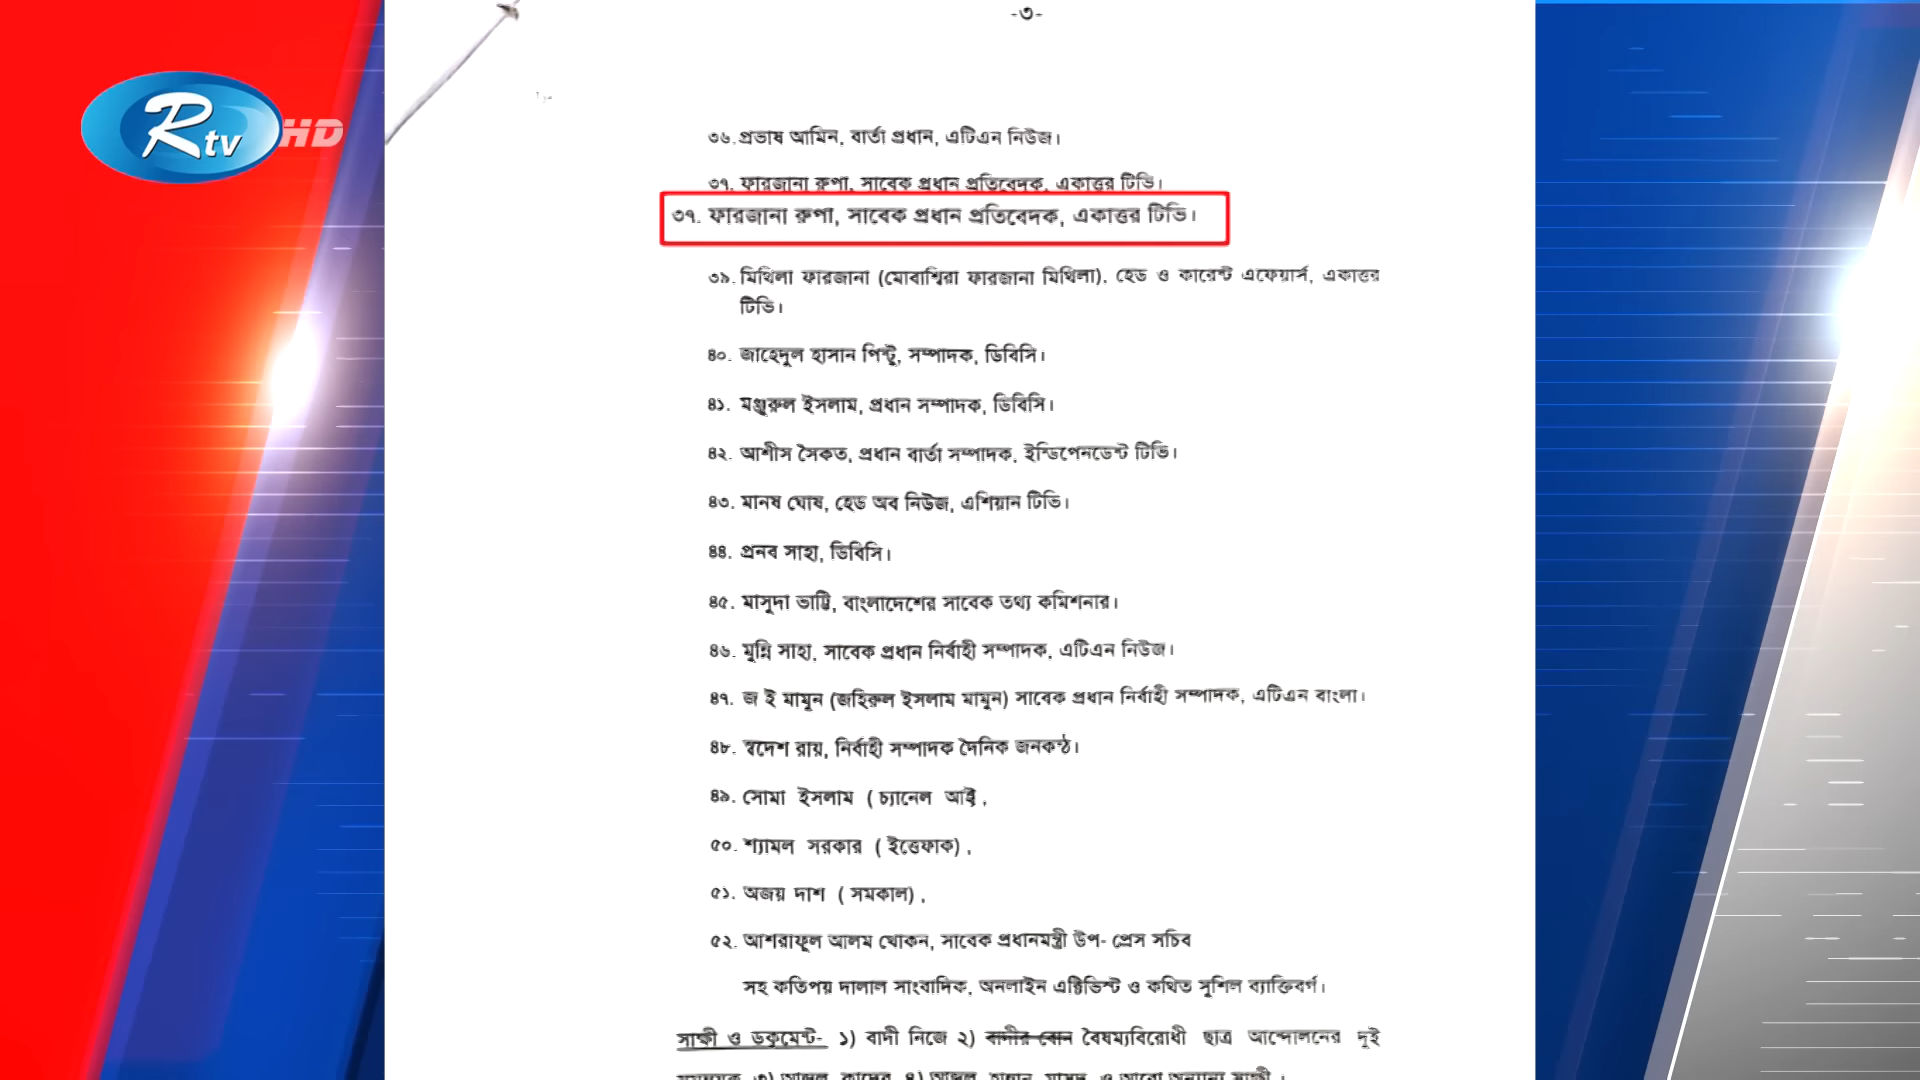 -৩-
Rtv HD
৩৬. প্রভাষ আমিন, বার্তা প্রধান, এটিএন নিউজ।
৩৭. ফারজানা রুপা, সাবেক প্রধান প্রতিবেদক, একাত্তর টিভি।
৩৭. ফারজানা রুপা, সাবেক প্রধান প্রতিবেদক, একাত্তর টিভি।
৩৯. মিথিলা ফারজানা (মোবাশ্বিরা ফারজানা মিথিলা). হেড ও কারেন্ট এফেয়ার্স, একাত্তর
টিভি।
৪০. জাহেদুল হাসান পিন্টু, সম্পাদক, ডিবিসি।
৪১. মঞ্জুরুল ইসলাম, প্রধান সম্পাদক, ডিবিসি।
৪২. আশীস সৈকত, প্রধান বার্তা সম্পাদক, ইন্ডিপেনডেন্ট টিভি।
৪৩. মানষ ঘোষ, হেড অব নিউজ, এশিয়ান টিভি।
৪৪. প্রনব সাহা, ডিবিসি।
৪৫. মাসুদা ভাট্টি, বাংলাদেশের সাবেক তথ্য কমিশনার।
৪৬. মুন্নি সাহা, সাবেক প্রধান নির্বাহী সম্পাদক, এটিএন নিউজ।
৪৭. জ ই মামুন (জহিরুল ইসলাম মামুন) সাবেক প্রধান নির্বাহী সম্পাদক, এটিএন বাংলা।
৪৮. স্বদেশ রায়, নির্বাহী সম্পাদক দৈনিক জনকন্ঠ।
৪৯. সোমা ইসলাম ( চ্যানেল আই ,
৫০. শ্যামল সরকার ( ইত্তেফাক) ,
৫১. অজয় দাশ ( সমকাল) ,
৫২. আশরাফুল আলম খোকন, সাবেক প্রধানমন্ত্রী উপ- প্রেস সচিব
সহ কতিপয় দালাল সাংবাদিক, অনলাইন এক্টিভিস্ট ও কথিত সুশিল ব্যাক্তিবর্গ।
সাক্ষী ও ডকুমেন্ট- ১) বাদী নিজে ২) বাদীর বোন বৈষম্যবিরোধী ছাত্র আন্দোলনের দুই